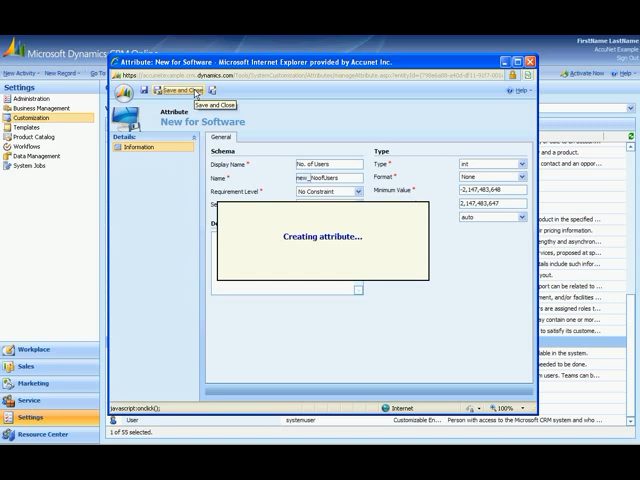 FirstName LastName
Microsoft Dynamics CRM Online
AccuNet Example
Sign Out
New Activity New Record Go To
Activate Now Help
Settings
Administration
Business Management
Customization
Templates
Product Catalog
Workflows
Data Management
System Jobs
Workplace
Sales
Marketing
Service
Settings
Resource Center
Attribute: New for Software - Microsoft Internet Explorer provided by Accunet Inc.
Save and Close
Help
Save and Close
Attribute
New for Software
Details:
Information
General
Schema
Type
Display Name * No. of Users
Type * int
Name * new_NoofUsers
Format * None
Requirement Level * No Constraint
Minimum Value * -2,147,483,648
2,147,483,647
auto
Creating attribute...
javascript:onclick();
Internet
100%
and an oppor...
product in the specified ...
or pricing information.
engthy and asynchron...
vices, proposed at sp...
tails include such infor...
yout.
port can be related to ...
ment, and/or facilities ...
ers are assigned roles t...
y contain one or mo...
to satisfy its custome...
able in the system.
needed to be done.
m users. Teams can b...
User systemuser Customizable En... Person with access to the Microsoft CRM system and who ...
1 of 55 selected.